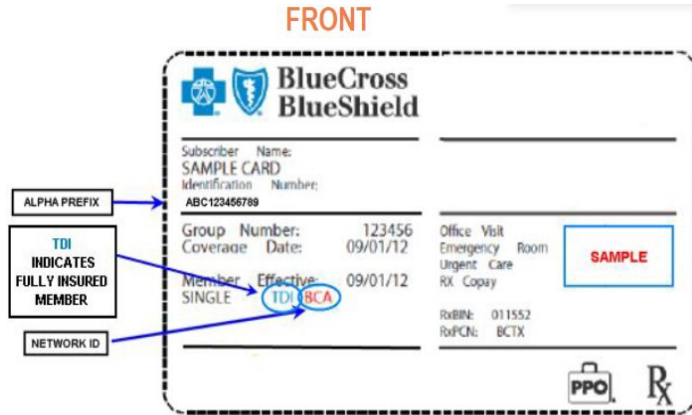 FRONT
BlueCross
BlueShield
Subscriber Name:
SAMPLE CARD
Identification Number:
ABC123456789
ALPHA PREFIX
TDI
INDICATES
FULLY INSURED
MEMBER
NETWORK ID
Group Number: 123456
Coverage Date: 09/01/12
Member Effective: 09/01/12
SINGLE TDI BCA
Office Visit
Emergency Room
Urgent Care
RX Copay
SAMPLE
RxBIN: 011552
RxPCN: BCTX
PPO
Rx